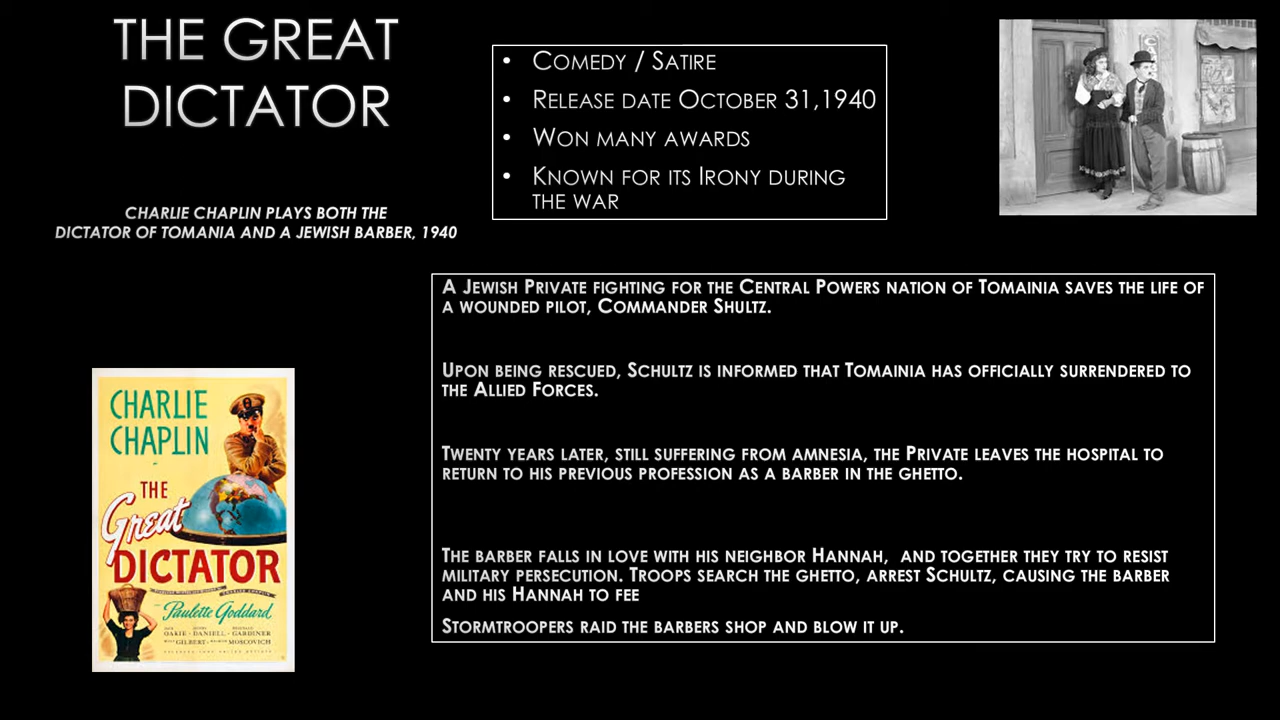 THE GREAT
DICTATOR
CHARLIE CHAPLIN PLAYS BOTH THE
DICTATOR OF TOMANIA AND A JEWISH BARBER, 1940
• COMEDY / SATIRE
• RELEASE DATE OCTOBER 31,1940
• WON MANY AWARDS
• KNOWN FOR ITS IRONY DURING
THE WAR
A JEWISH PRIVATE FIGHTING FOR THE CENTRAL POWERS NATION OF TOMAINIA SAVES THE LIFE OF
A WOUNDED PILOT, COMMANDER SHULTZ.
UPON BEING RESCUED, SCHULTZ IS INFORMED THAT TOMAINIA HAS OFFICIALLY SURRENDERED TO
THE ALLIED FORCES.
TWENTY YEARS LATER, STILL SUFFERING FROM AMNESIA, THE PRIVATE LEAVES THE HOSPITAL TO
RETURN TO HIS PREVIOUS PROFESSION AS A BARBER IN THE GHETTO.
THE BARBER FALLS IN LOVE WITH HIS NEIGHBOR HANNAH, AND TOGETHER THEY TRY TO RESIST
MILITARY PERSECUTION. TROOPS SEARCH THE GHETTO, ARREST SCHULTZ, CAUSING THE BARBER
AND HIS HANNAH TO FEE
STORMTROOPERS RAID THE BARBERS SHOP AND BLOW IT UP.
CHARLIE
CHAPLIN
THE
Great
DICTATOR
Paulette Goddard
OAKIE · DANIELL · GARDINER
GILBERT · MOSCOVICH